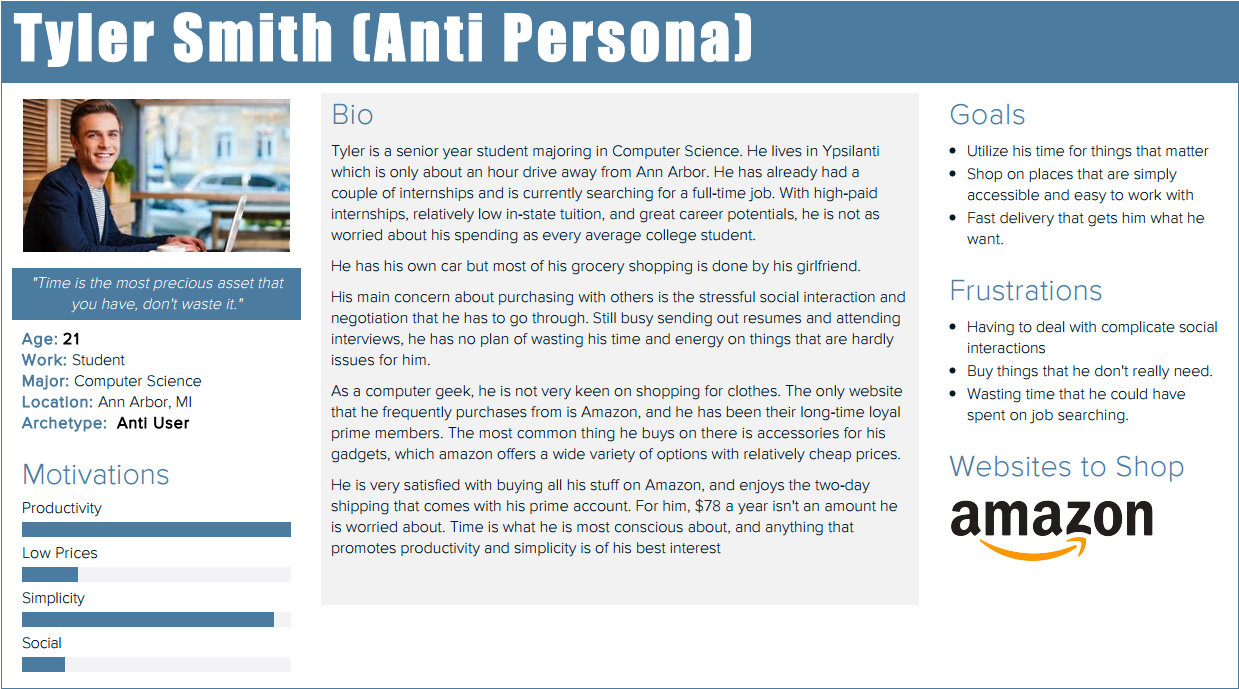 Tyler Smith (Anti Persona)
"Time is the most precious asset that
you have, don't waste it."
Age: 21
Work: Student
Major: Computer Science
Location: Ann Arbor, MI
Archetype: Anti User
Motivations
Productivity
Low Prices
Simplicity
Social
Bio
Tyler is a senior year student majoring in Computer Science. He lives in Ypsilanti
which is only about an hour drive away from Ann Arbor. He has already had a
couple of internships and is currently searching for a full-time job. With high-paid
internships, relatively low in-state tuition, and great career potentials, he is not as
worried about his spending as every average college student.
He has his own car but most of his grocery shopping is done by his girlfriend.
His main concern about purchasing with others is the stressful social interaction and
negotiation that he has to go through. Still busy sending out resumes and attending
interviews, he has no plan of wasting his time and energy on things that are hardly
issues for him.
As a computer geek, he is not very keen on shopping for clothes. The only website
that he frequently purchases from is Amazon, and he has been their long-time loyal
prime members. The most common thing he buys on there is accessories for his
gadgets, which amazon offers a wide variety of options with relatively cheap prices.
He is very satisfied with buying all his stuff on Amazon, and enjoys the two-day
shipping that comes with his prime account. For him, $78 a year isn't an amount he
is worried about. Time is what he is most conscious about, and anything that
promotes productivity and simplicity is of his best interest
Goals
• Utilize his time for things that matter
• Shop on places that are simply
accessible and easy to work with
• Fast delivery that gets him what he
want.
Frustrations
• Having to deal with complicate social
interactions
• Buy things that he don't really need.
• Wasting time that he could have
spent on job searching.
Websites to Shop
amazon